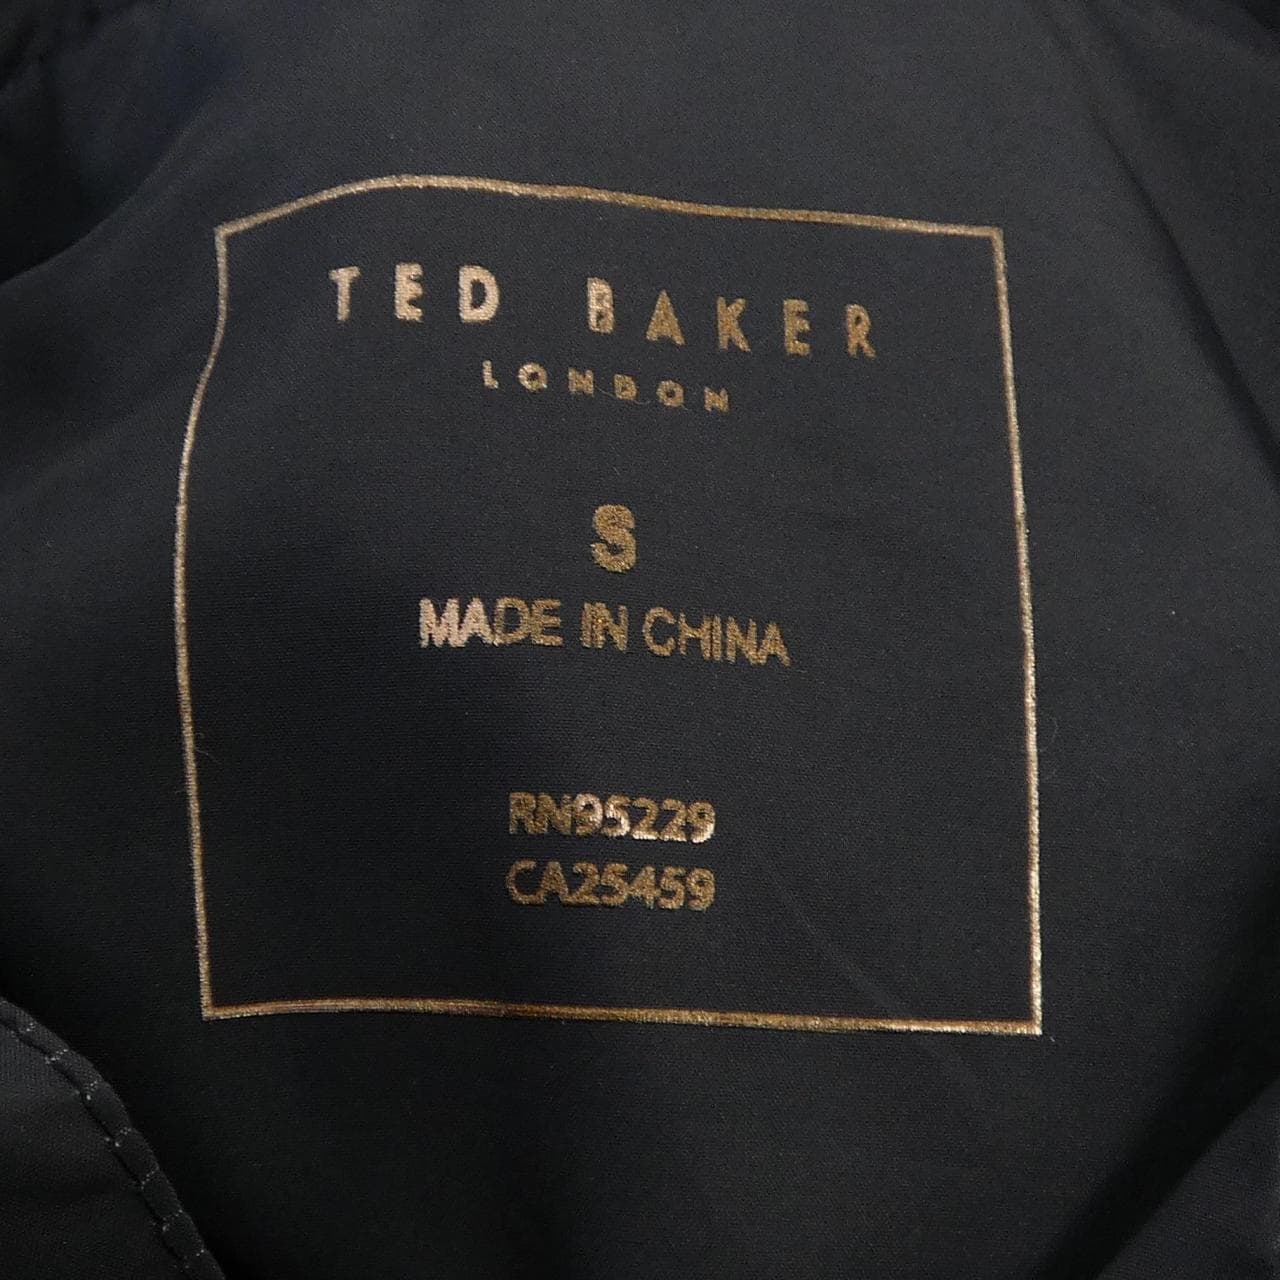 TED BAKER
LONDON
S
MADE IN CHINA
RN95229
CA25459